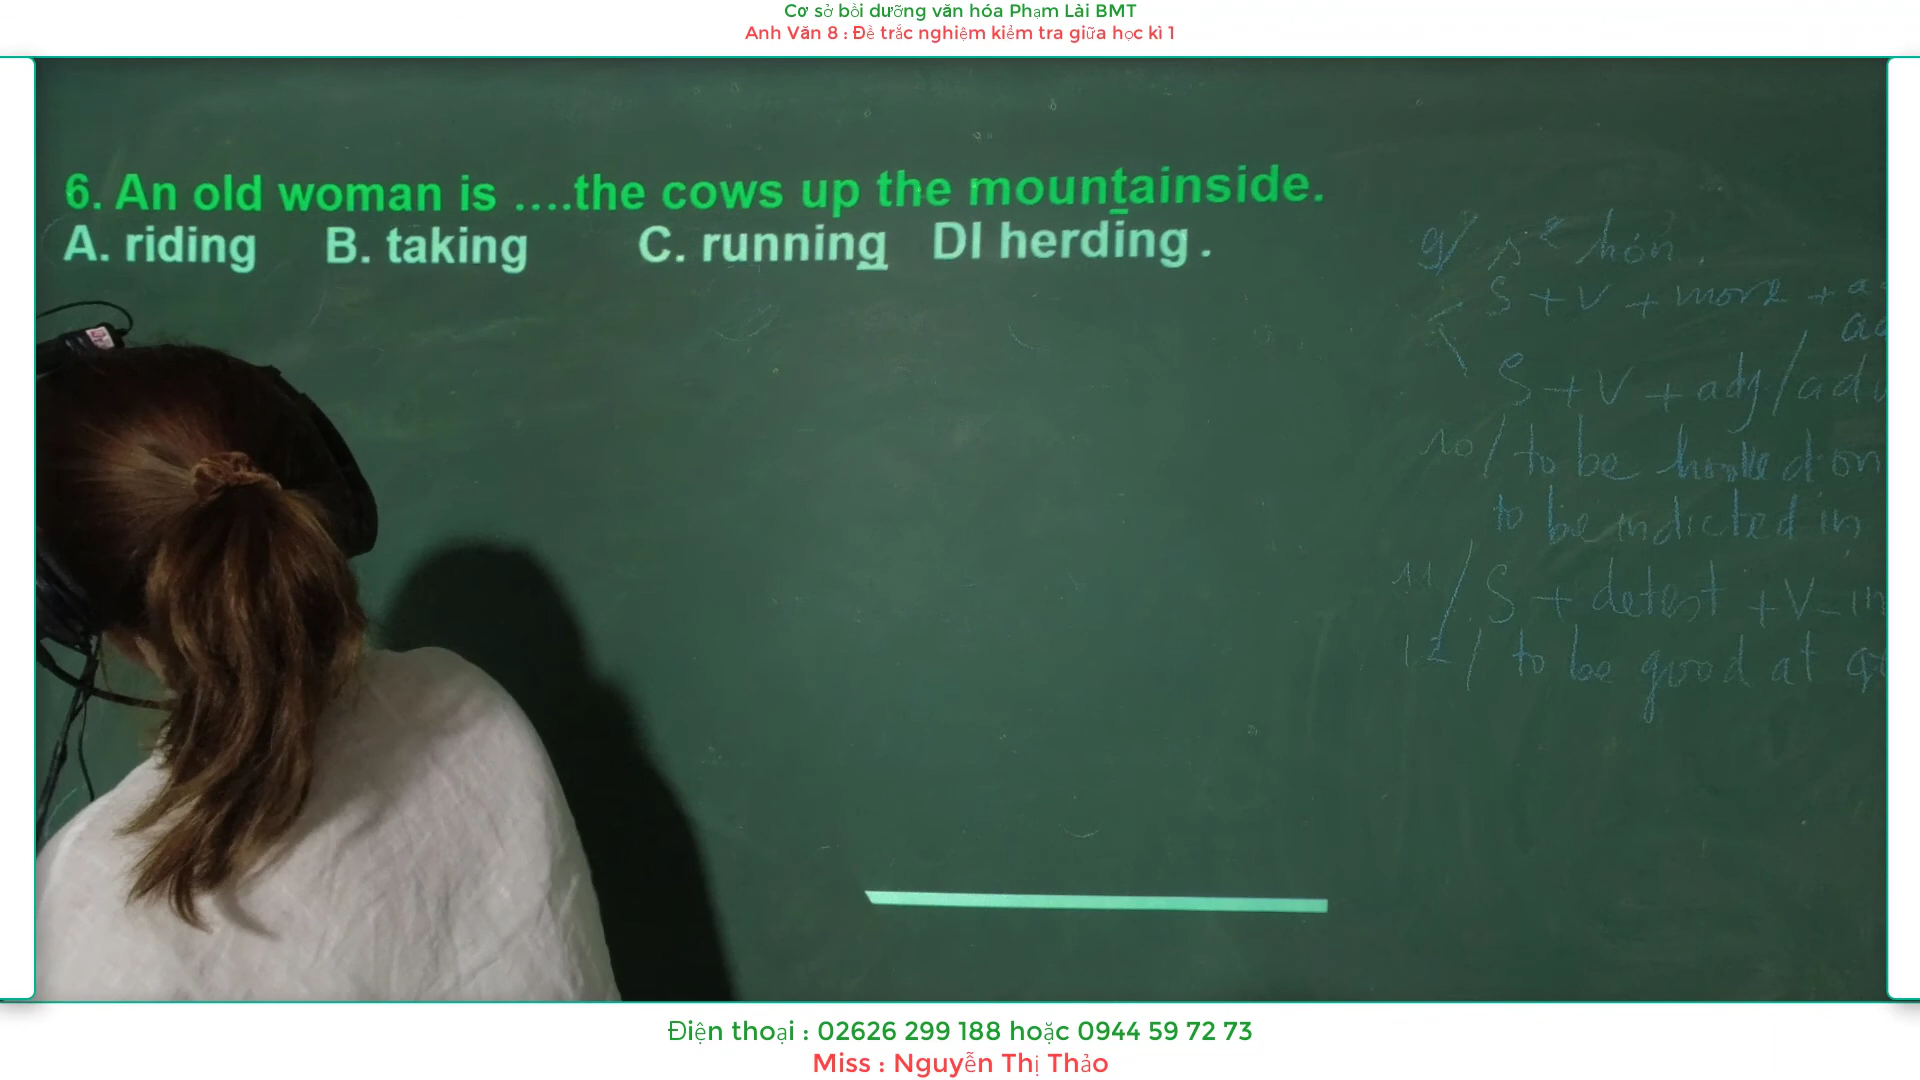 Cơ sở bồi dưỡng văn hóa Phạm Lài BMT
Anh Văn 8 : Đề trắc nghiệm kiểm tra giữa học kì 1
6. An old woman is ....the cows up the mountainside.
A. riding B. taking C. running DI herding .
9/ s² hơn.
S + V + more + a
S + V + adj/adv
10/ to be hooked on
to be indicted in
11/ S + detest + V-in
12/ to be good at
Điện thoại : 02626 299 188 hoặc 0944 59 72 73
Miss : Nguyễn Thị Thảo